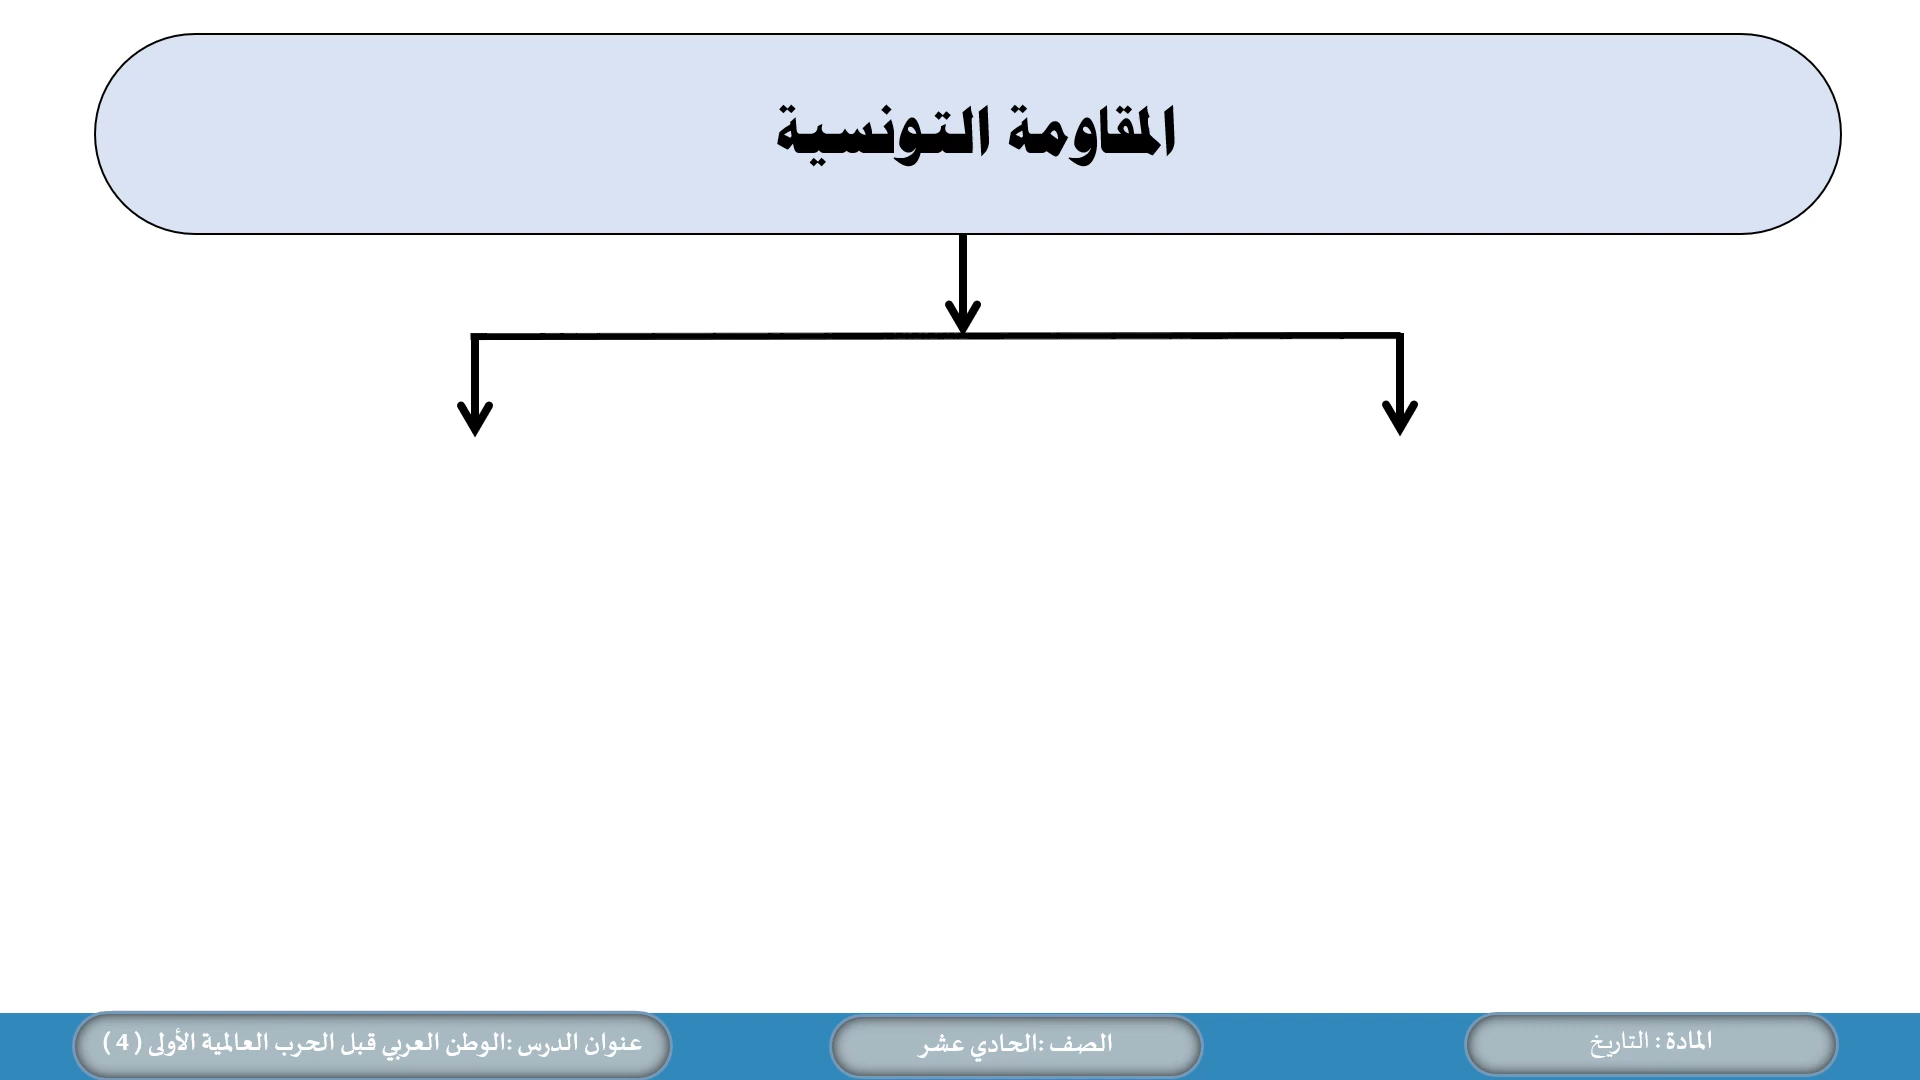 المقاومة التونسية
المادة : التاريخ
الصف :الحادي عشر
عنوان الدرس :الوطن العربي قبل الحرب العالمية الأولى ( 4 )